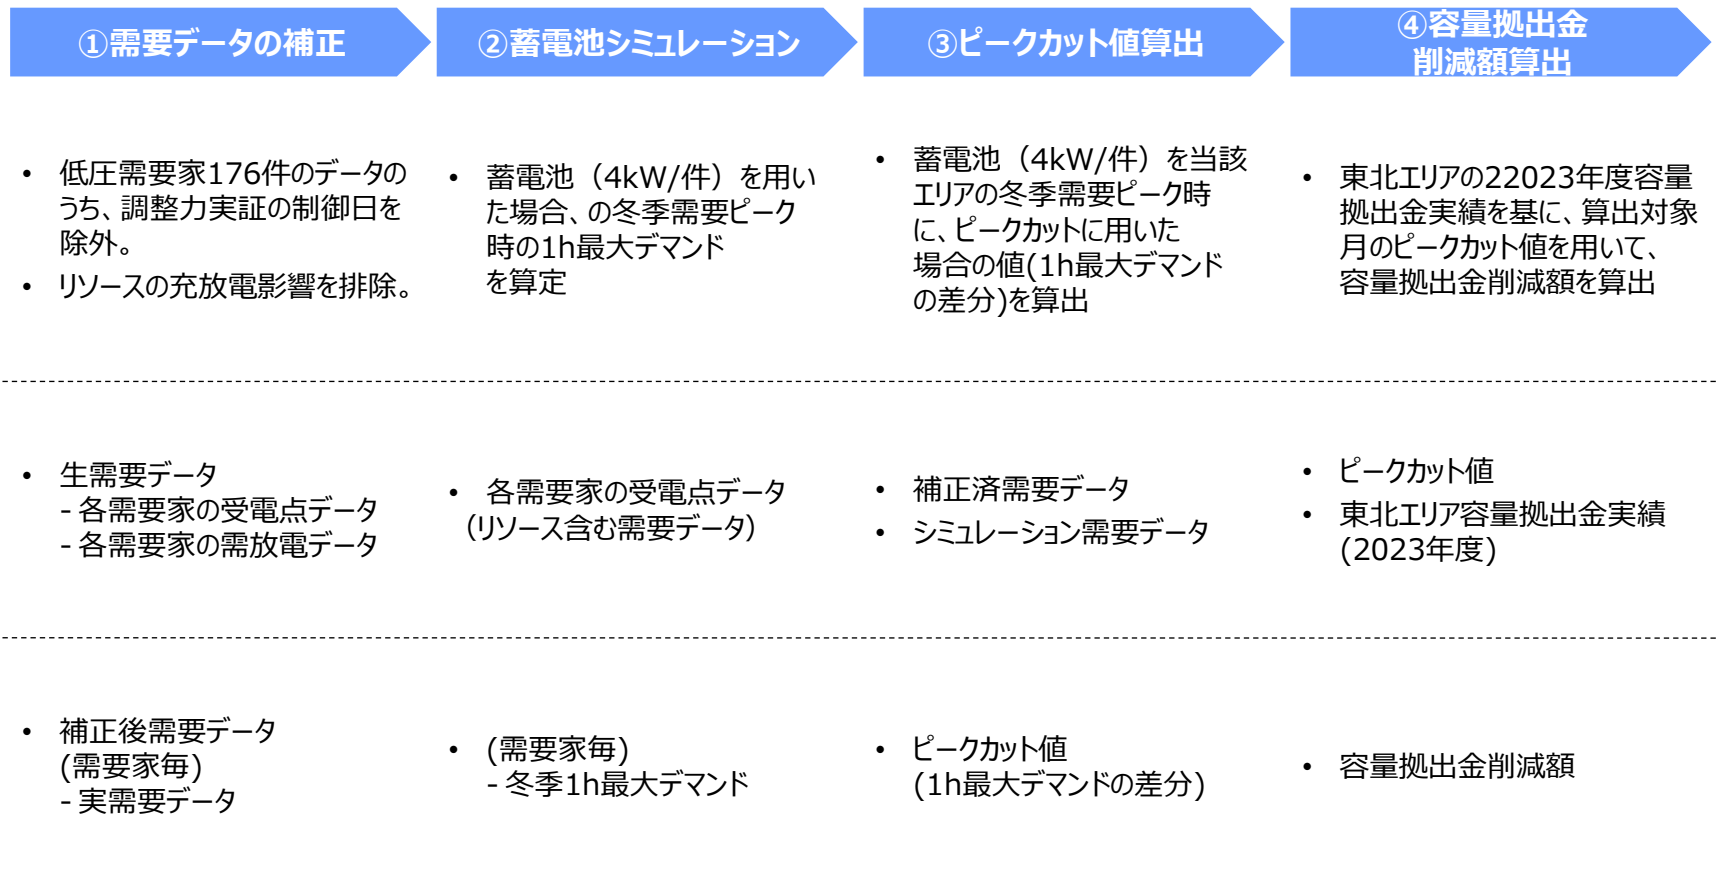 ①需要データの補正
②蓄電池シミュレーション
③ピークカット値算出
④容量拠出金
削減額算出
• 低圧需要家176件のデータの
うち、調整力実証の制御日を
除外。
• リソースの充放電影響を排除。
• 蓄電池（4kW/件）を用い
た場合、の冬季需要ピーク
時の1h最大デマンド
を算定
• 蓄電池（4kW/件）を当該
エリアの冬季需要ピーク時
に、ピークカットに用いた
場合の値(1h最大デマンド
の差分)を算出
• 東北エリアの22023年度容量
拠出金実績を基に、算出対象
月のピークカット値を用いて、
容量拠出金削減額を算出
• 生需要データ
- 各需要家の受電点データ
- 各需要家の需放電データ
• 各需要家の受電点データ
（リソース含む需要データ）
• 補正済需要データ
• シミュレーション需要データ
• ピークカット値
• 東北エリア容量拠出金実績
(2023年度)
• 補正後需要データ
(需要家毎)
- 実需要データ
• (需要家毎)
- 冬季1h最大デマンド
• ピークカット値
(1h最大デマンドの差分)
• 容量拠出金削減額